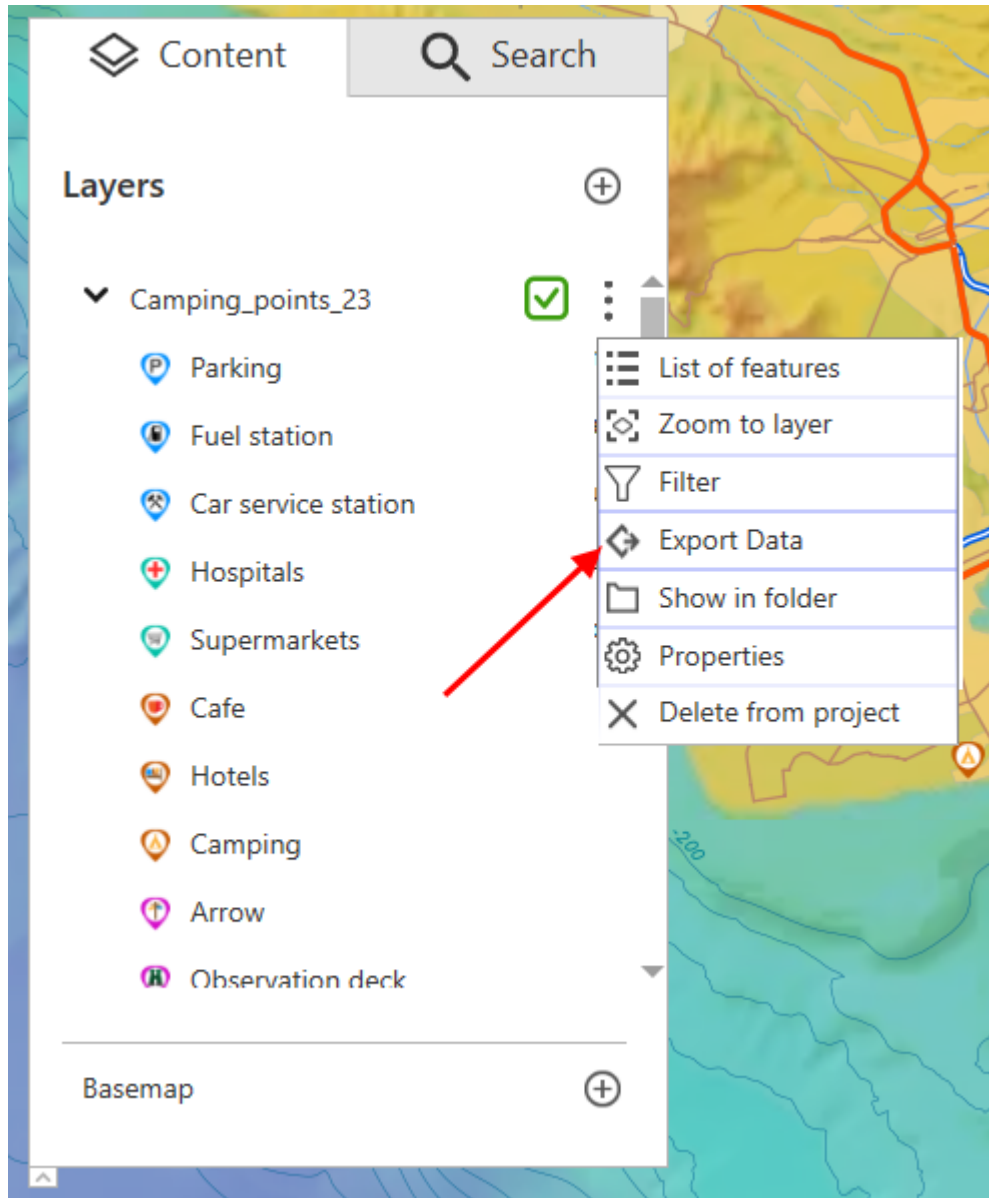 Content
Search
Layers
Camping_points_23
Parking
Fuel station
Car service station
Hospitals
Supermarkets
Cafe
Hotels
Camping
Arrow
Observation deck
Basemap
List of features
Zoom to layer
Filter
Export Data
Show in folder
Properties
Delete from project
-200